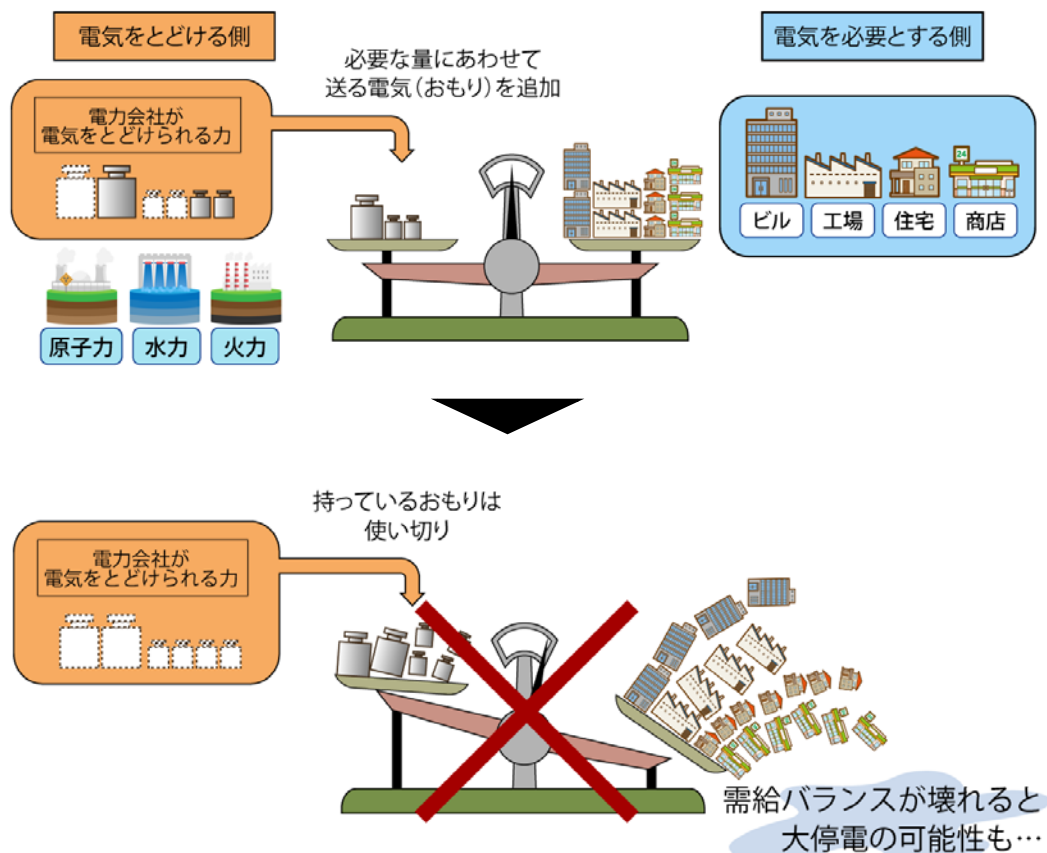 電気をとどける側
電気を必要とする側
必要な量にあわせて
送る電気(おもり)を追加
電力会社が
電気をとどけられる力
24
ビル
工場
住宅
商店
原子力
水力
火力
持っているおもりは
使い切り
電力会社が
電気をとどけられる力
需給バランスが壊れると
大停電の可能性も…